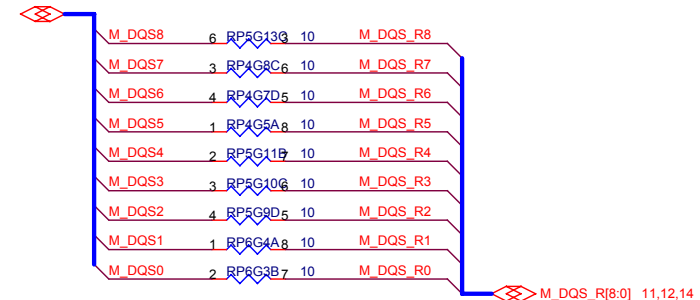 M_DQS8 6 RP5G13C 3 10 M_DQS_R8
M_DQS7 3 RP4G8C 6 10 M_DQS_R7
M_DQS6 4 RP4G7D 5 10 M_DQS_R6
M_DQS5 1 RP4G5A 8 10 M_DQS_R5
M_DQS4 2 RP5G11B 7 10 M_DQS_R4
M_DQS3 3 RP5G10C 6 10 M_DQS_R3
M_DQS2 4 RP5G9D 5 10 M_DQS_R2
M_DQS1 1 RP6G4A 8 10 M_DQS_R1
M_DQS0 2 RP6G3B 7 10 M_DQS_R0
M_DQS_R[8:0] 11,12,14